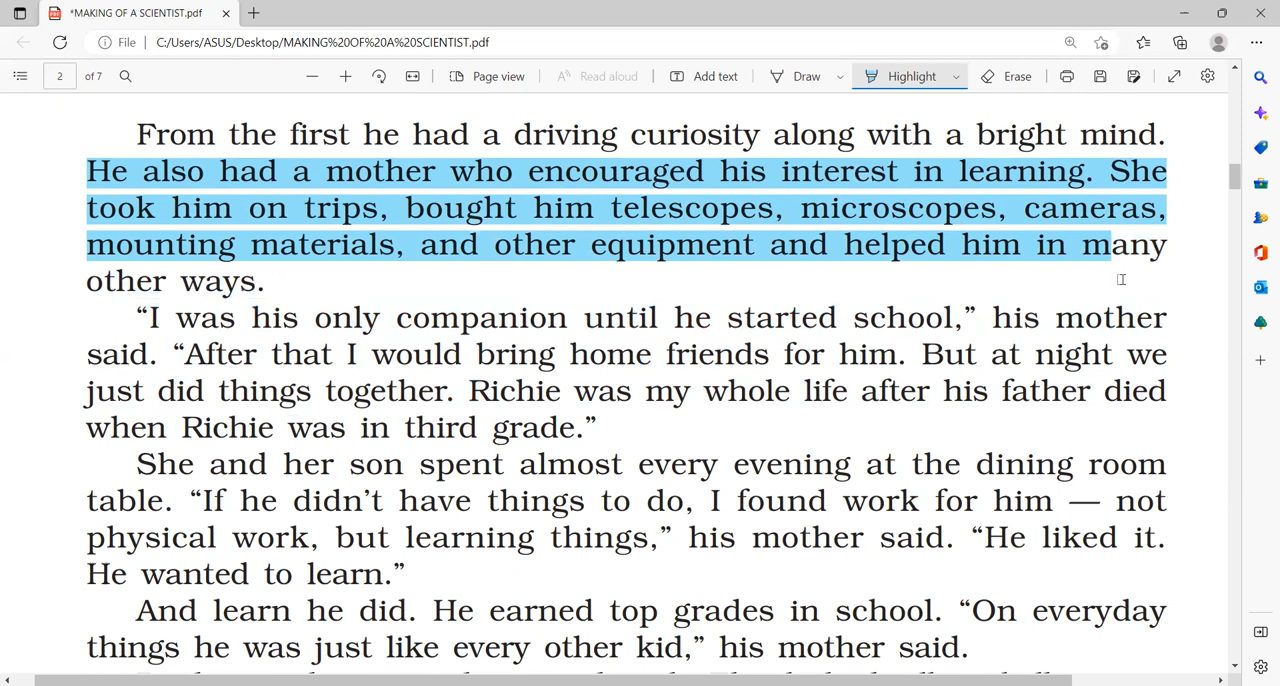 *MAKING OF A SCIENTIST.pdf
File | C:/Users/ASUS/Desktop/MAKING%20OF%20A%20SCIENTIST.pdf
2 of 7 Page view Read aloud Add text Draw Highlight Erase
From the first he had a driving curiosity along with a bright mind.
He also had a mother who encouraged his interest in learning. She
took him on trips, bought him telescopes, microscopes, cameras,
mounting materials, and other equipment and helped him in many
other ways.
“I was his only companion until he started school,” his mother
said. “After that I would bring home friends for him. But at night we
just did things together. Richie was my whole life after his father died
when Richie was in third grade.”
She and her son spent almost every evening at the dining room
table. “If he didn’t have things to do, I found work for him — not
physical work, but learning things,” his mother said. “He liked it.
He wanted to learn.”
And learn he did. He earned top grades in school. “On everyday
things he was just like every other kid,” his mother said.